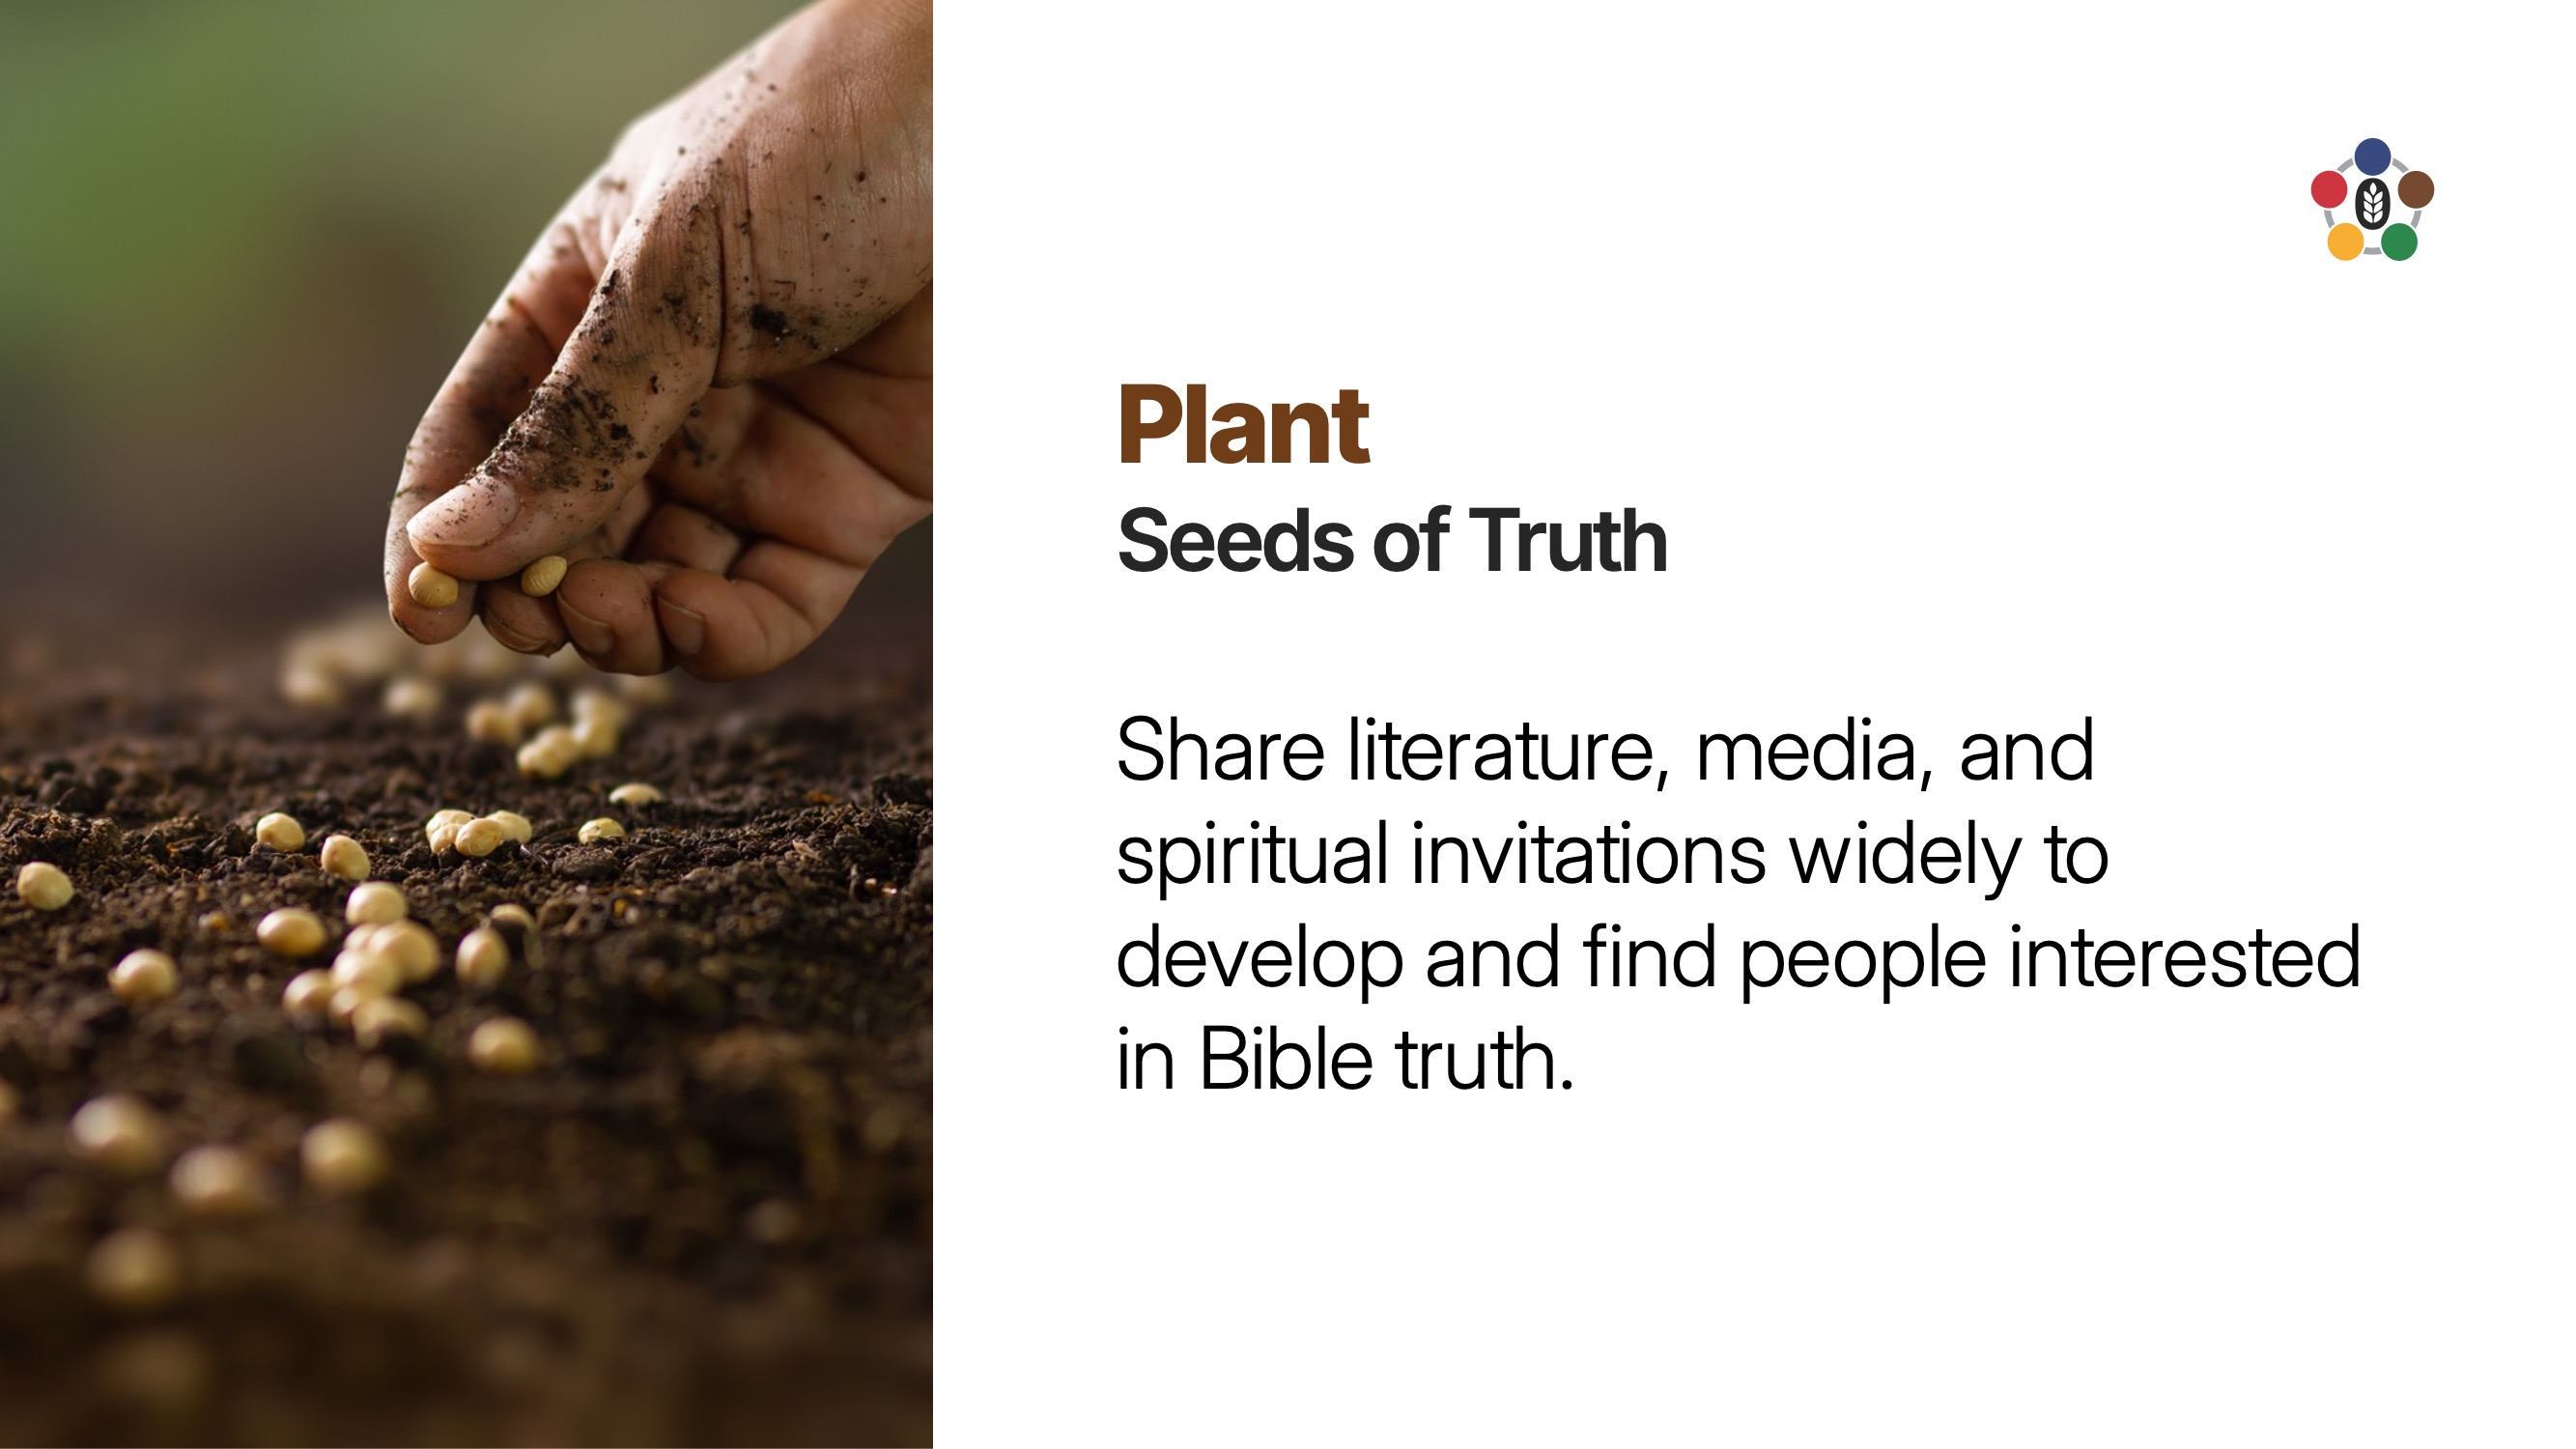 Plant
Seeds of Truth
Share literature, media, and
spiritual invitations widely to
develop and find people interested
in Bible truth.